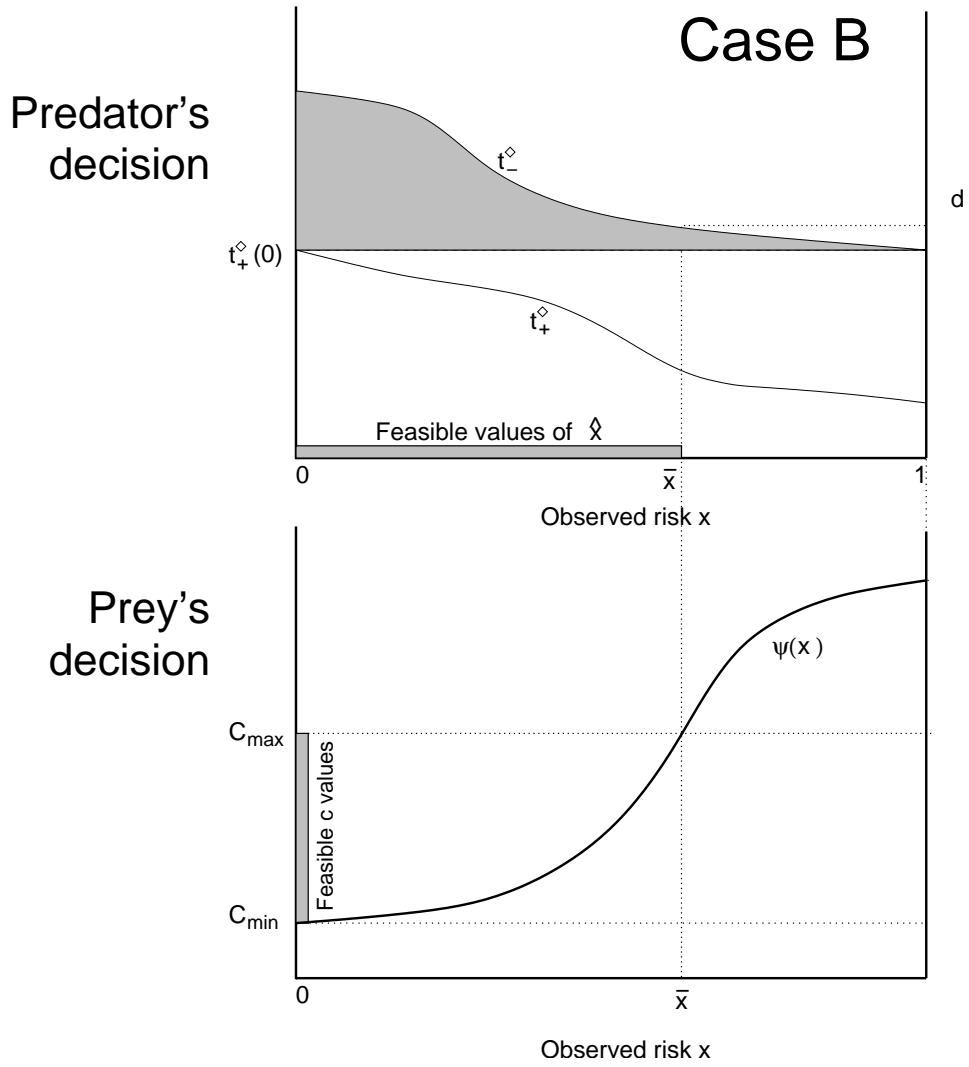 Case B
Predator's
decision
t◇−
d
t◇+(0)
t◇+
Feasible values of x̂
0
x̄
1
Observed risk x
Prey's
decision
ψ(x)
Cmax
Feasible c values
Cmin
0
x̄
Observed risk x